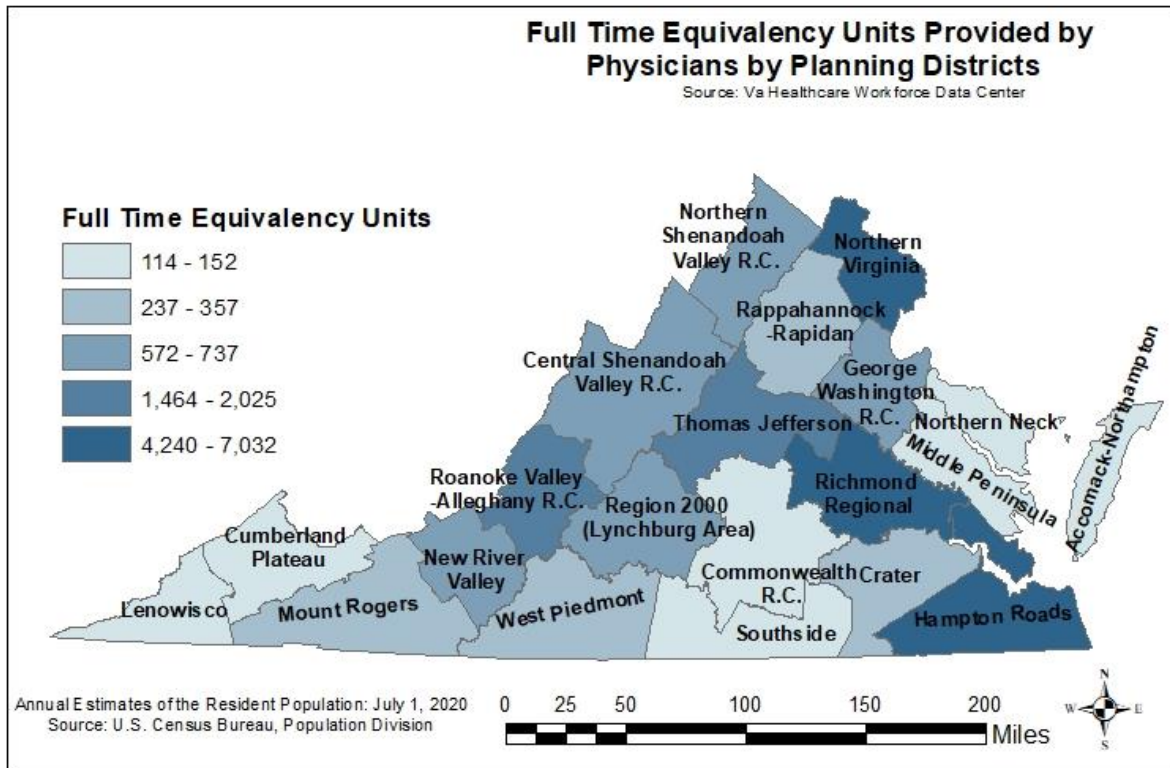 Full Time Equivalency Units Provided by
Physicians by Planning Districts
Source: Va Healthcare Workforce Data Center
Full Time Equivalency Units
114 - 152
237 - 357
572 - 737
1,464 - 2,025
4,240 - 7,032
Northern
Shenandoah
Valley R.C.
Northern
Virginia
Rappahannock
-Rapidan
Central Shenandoah
Valley R.C.
George
Washington
R.C.
Northern Neck
Accomack-Northampton
Thomas Jefferson
Middle Peninsula
Roanoke Valley
-Alleghany R.C.
Richmond
Regional
Region 2000
(Lynchburg Area)
Cumberland
Plateau
New River
Valley
Commonwealth
R.C.
Crater
Lenowisco
Mount Rogers
West Piedmont
Southside
Hampton Roads
Annual Estimates of the Resident Population: July 1, 2020
Source: U.S. Census Bureau, Population Division
0 25 50 100 150 200
Miles
N
W E
S